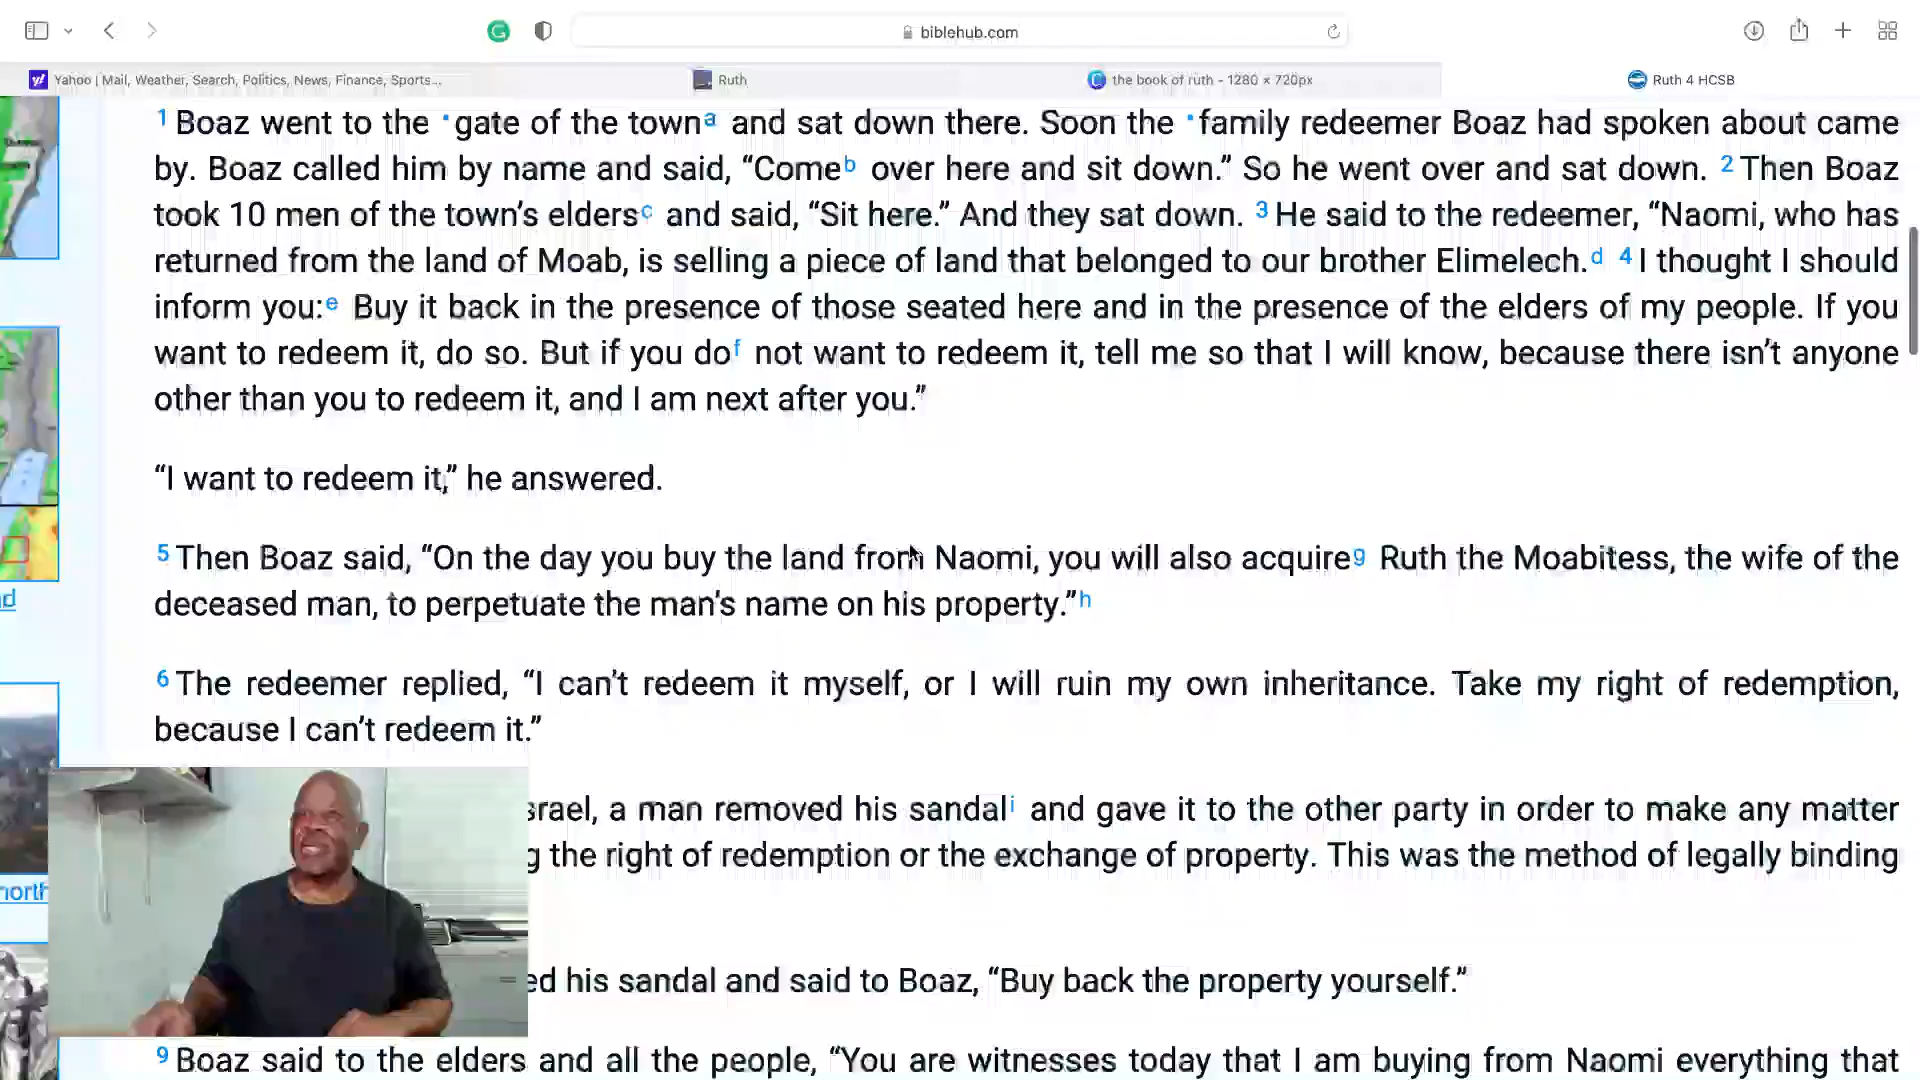 biblehub.com
Yahoo | Mail, Weather, Search, Politics, News, Finance, Sports...
Ruth
the book of ruth - 1280 × 720px
Ruth 4 HCSB
1 Boaz went to the •gate of the towna and sat down there. Soon the •family redeemer Boaz had spoken about came
by. Boaz called him by name and said, “Comeb over here and sit down.” So he went over and sat down. 2 Then Boaz
took 10 men of the town’s eldersc and said, “Sit here.” And they sat down. 3 He said to the redeemer, “Naomi, who has
returned from the land of Moab, is selling a piece of land that belonged to our brother Elimelech.d 4 I thought I should
inform you:e Buy it back in the presence of those seated here and in the presence of the elders of my people. If you
want to redeem it, do so. But if you dof not want to redeem it, tell me so that I will know, because there isn’t anyone
other than you to redeem it, and I am next after you.”
“I want to redeem it,” he answered.
5 Then Boaz said, “On the day you buy the land from Naomi, you will also acquireg Ruth the Moabitess, the wife of the
deceased man, to perpetuate the man’s name on his property.”h
6 The redeemer replied, “I can’t redeem it myself, or I will ruin my own inheritance. Take my right of redemption,
because I can’t redeem it.”
srael, a man removed his sandali and gave it to the other party in order to make any matter
g the right of redemption or the exchange of property. This was the method of legally binding
ed his sandal and said to Boaz, “Buy back the property yourself.”
9 Boaz said to the elders and all the people, “You are witnesses today that I am buying from Naomi everything that
d
north